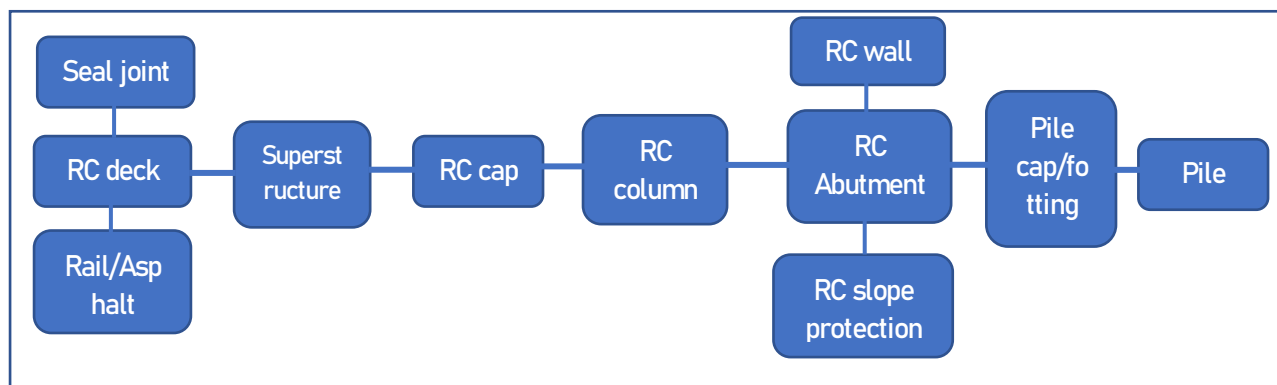 Seal joint
RC deck
Rail/Asp
halt
Superst
ructure
RC cap
RC
column
RC wall
RC
Abutment
RC slope
protection
Pile
cap/fo
tting
Pile